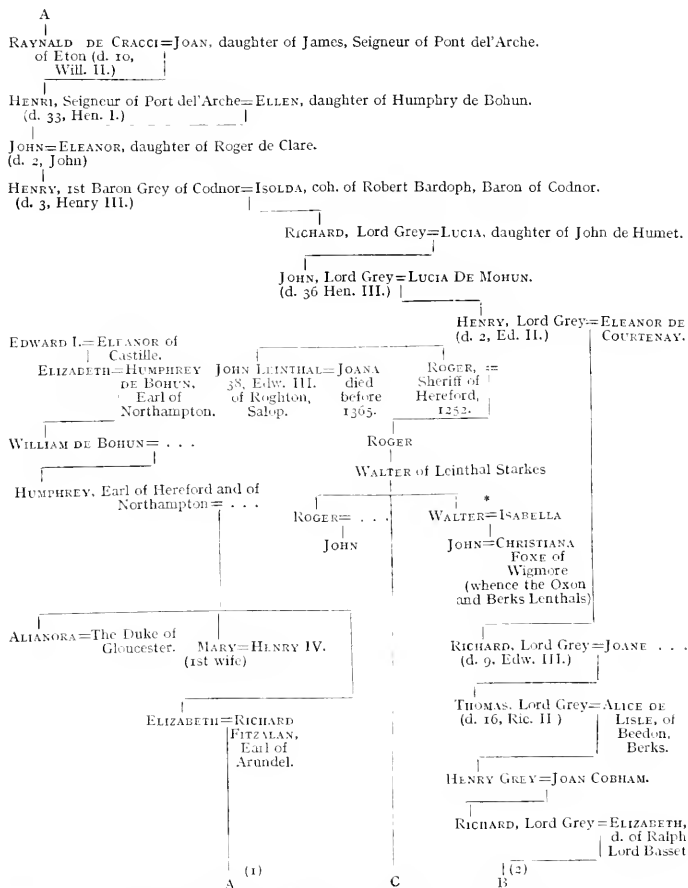 A
RAYNALD DE CRACCI=JOAN, daughter of James, Seigneur of Pont del'Arche.
of Eton (d. 10,
Will. II.)
HENRI, Seigneur of Port del'Arche=ELLEN, daughter of Humphry de Bohun.
(d. 33, Hen. I.)
JOHN=ELEANOR, daughter of Roger de Clare.
(d. 2, John)
HENRY, 1st Baron Grey of Codnor=ISOLDA, coh. of Robert Bardoph, Baron of Codnor.
(d. 3, Henry III.)
RICHARD, Lord Grey=LUCIA, daughter of John de Humet.
JOHN, Lord Grey=LUCIA DE MOHUN.
(d. 36 Hen. III.)
HENRY, Lord Grey=ELEANOR DE
(d. 2, Ed. II.) COURTENAY.
EDWARD I.=ELEANOR of
Castille.
ELIZABETH=HUMPHREY
DE BOHUN,
Earl of
Northampton.
JOHN LEINTHAL=JOANA
38, Edw. III. died
of Roghton, before
Salop. 1365.
ROGER, =
Sheriff of
Hereford,
1252.
WILLIAM DE BOHUN= . . .
ROGER
WALTER of Leinthal Starkes
HUMPHREY, Earl of Hereford and of
Northampton= . . .
ROGER= . . .
JOHN
*
WALTER=ISABELLA
JOHN=CHRISTIANA
FOXE of
Wigmore
(whence the Oxon
and Berks Lenthals)
ALIANORA=The Duke of
Gloucester.
MARY=HENRY IV.
(1st wife)
RICHARD, Lord Grey=JOANE . . .
(d. 9, Edw. III.)
ELIZABETH=RICHARD
FITZALAN,
Earl of
Arundel.
THOMAS, Lord Grey=ALICE DE
(d. 16, Ric. II ) LISLE, of
Beedon,
Berks.
HENRY GREY=JOAN COBHAM.
RICHARD, Lord Grey=ELIZABETH,
d. of Ralph
Lord Basset
(1) (2)
A C B